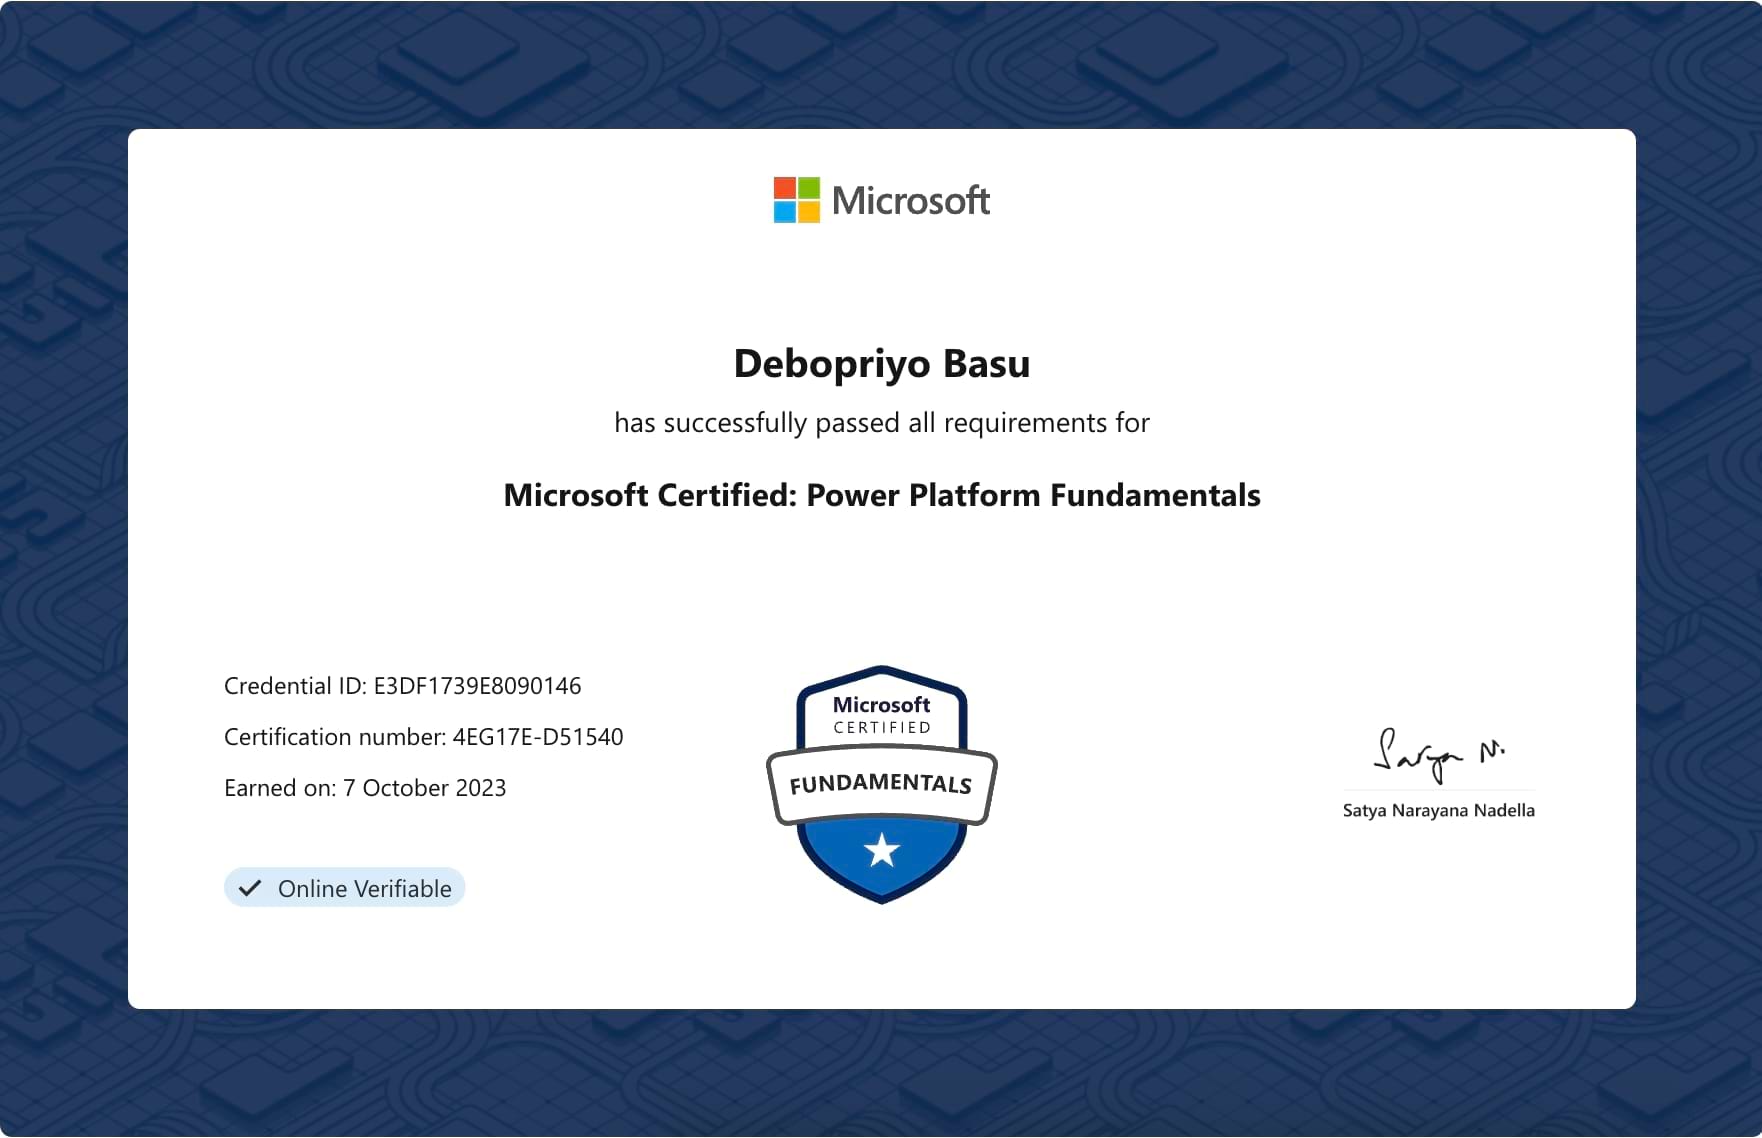 Microsoft
Debopriyo Basu
has successfully passed all requirements for
Microsoft Certified: Power Platform Fundamentals
Credential ID: E3DF1739E8090146
Certification number: 4EG17E-D51540
Earned on: 7 October 2023
Online Verifiable
Microsoft
CERTIFIED
FUNDAMENTALS
Satya N.
Satya Narayana Nadella